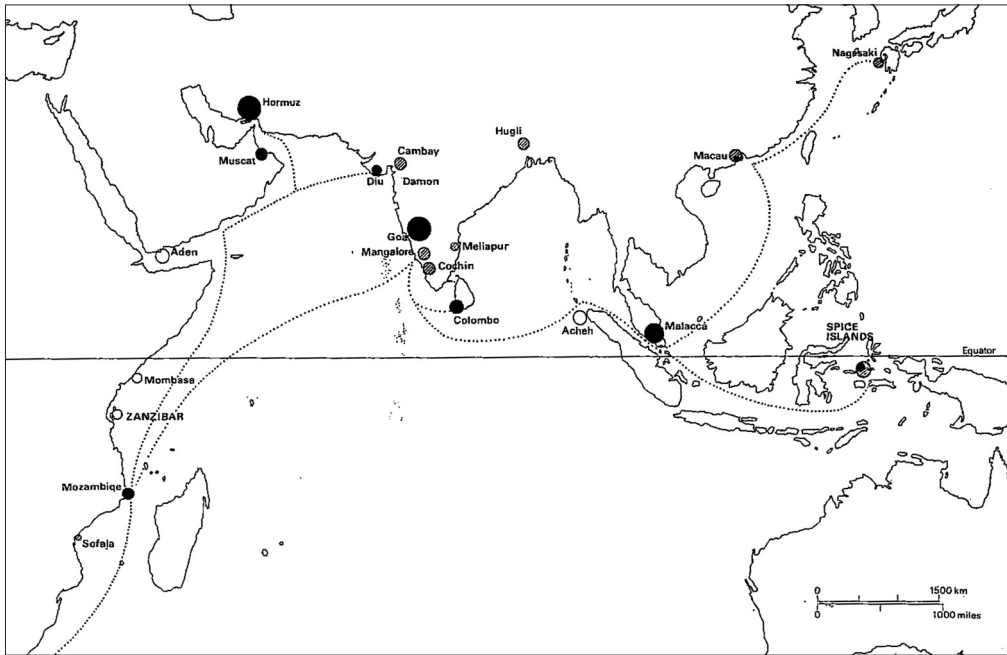 Nagasaki
Hormuz
Hugli
Cambay
Macau
Muscat
Diu
Damon
Goa
Meliapur
Aden
Mangalore
Cochin
Colombo
Acheh
Malacca
SPICE
ISLANDS
Equator
Mombasa
ZANZIBAR
Mozambiqe
Sofala
0 1500 km
0 1000 miles